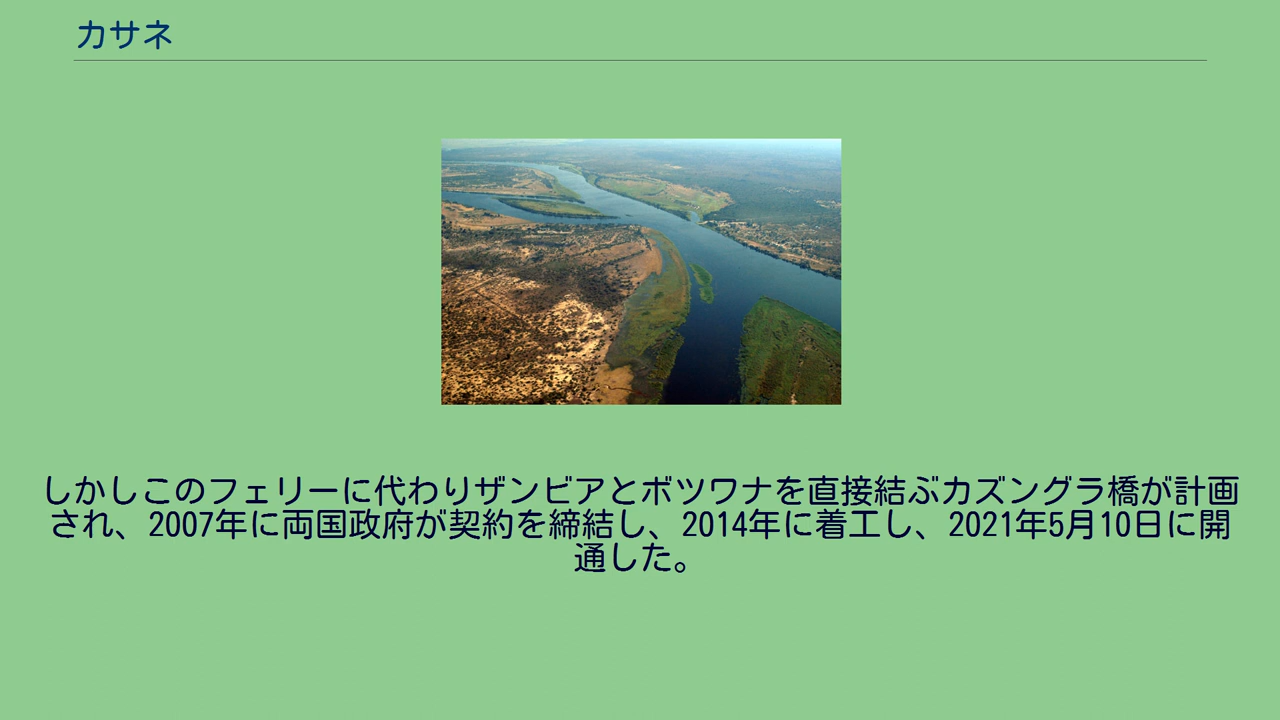 カサネ
しかしこのフェリーに代わりザンビアとボツワナを直接結ぶカズングラ橋が計画
され、2007年に両国政府が契約を締結し、2014年に着工し、2021年5月10日に開
通した。